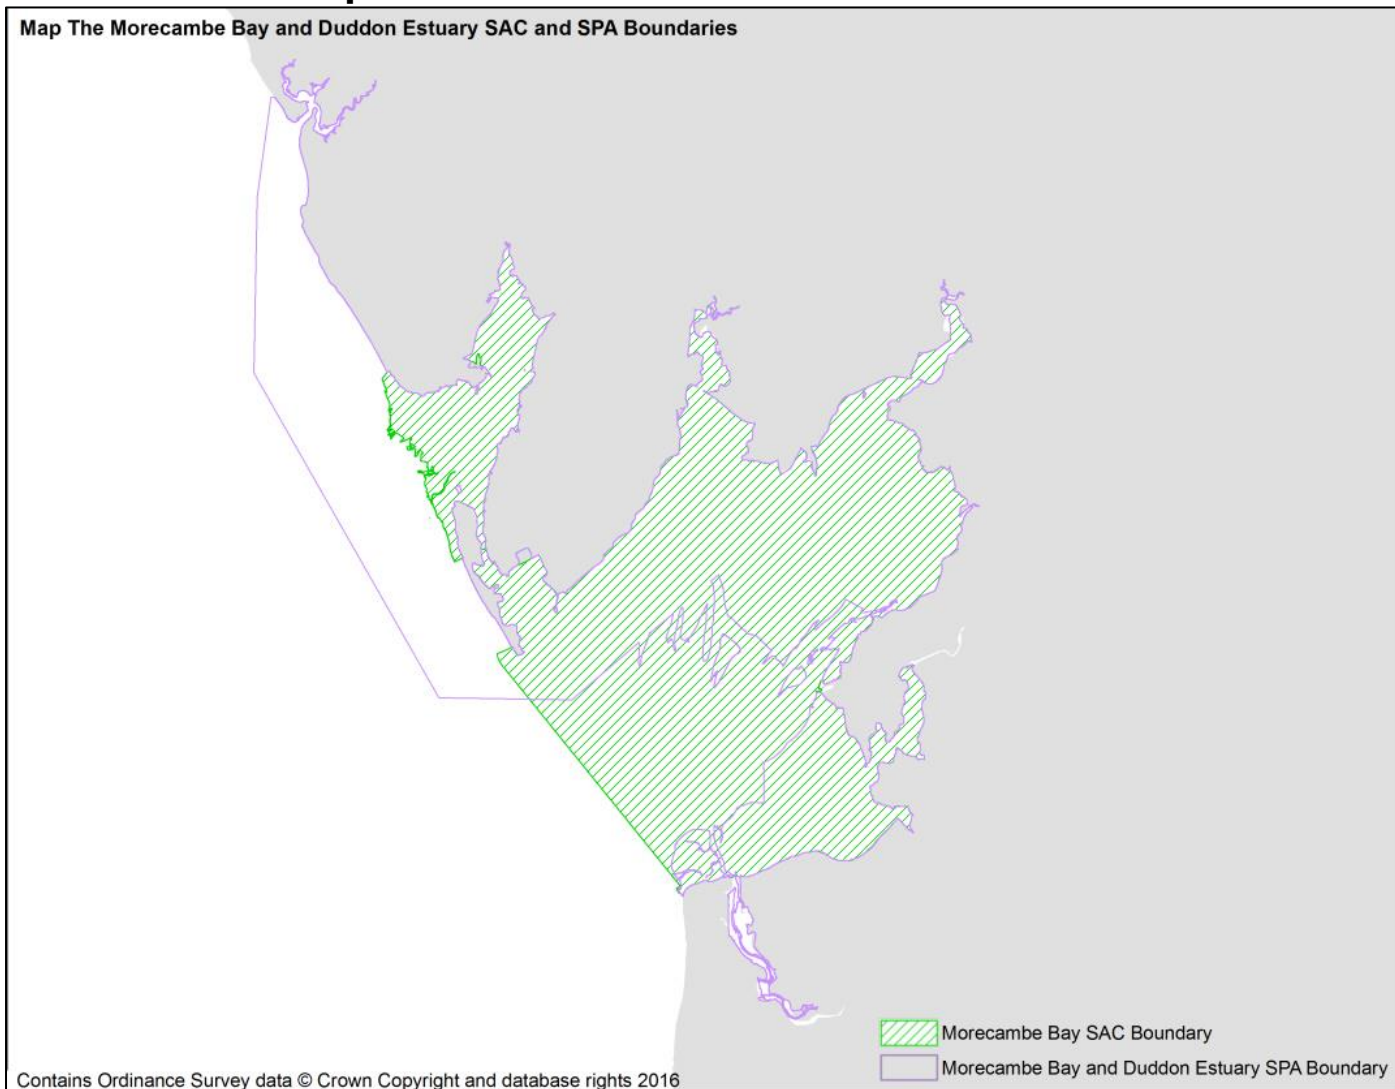 Map The Morecambe Bay and Duddon Estuary SAC and SPA Boundaries
Morecambe Bay SAC Boundary
Morecambe Bay and Duddon Estuary SPA Boundary
Contains Ordinance Survey data © Crown Copyright and database rights 2016